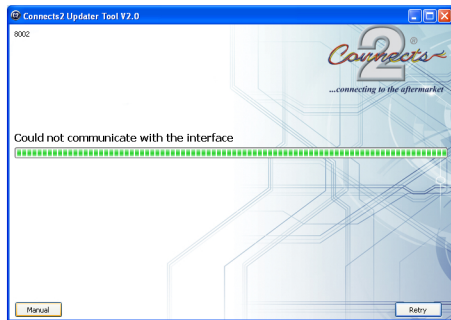 Connects2 Updater Tool V2.0
8002
Connects
2
®
...connecting to the aftermarket
Could not communicate with the interface
Manual
Retry